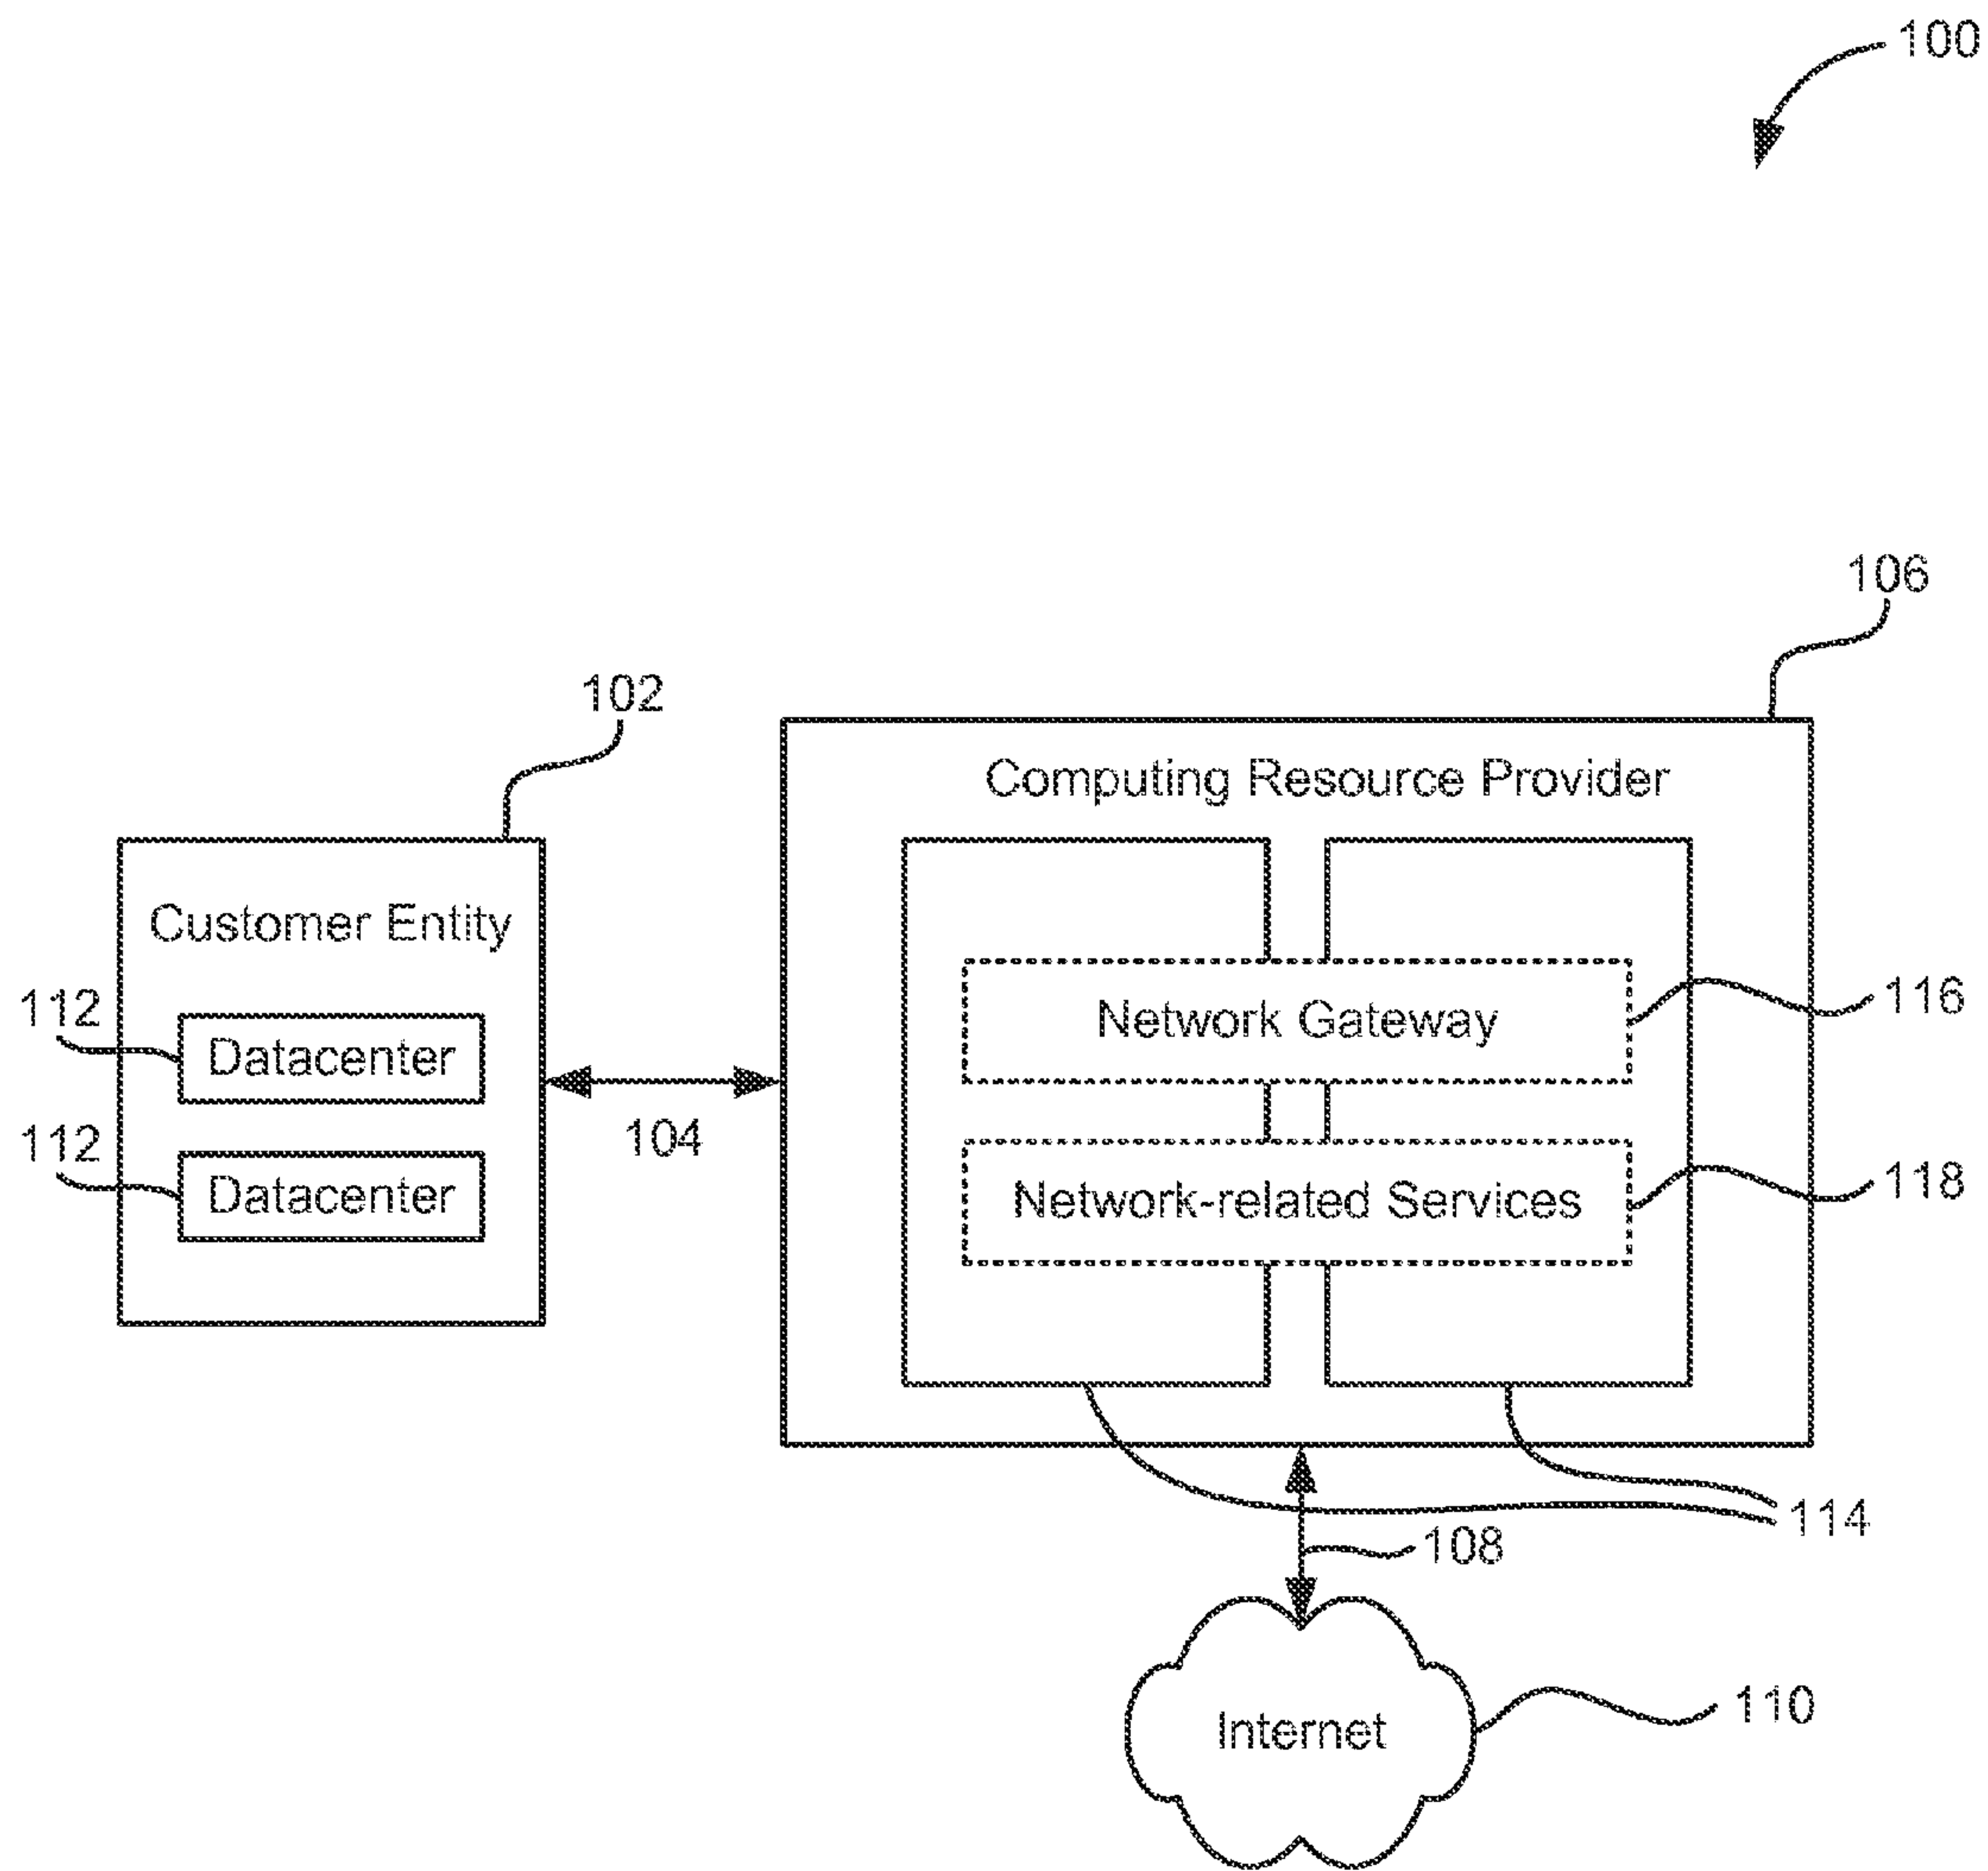 100
106
102
Computing Resource Provider
Customer Entity
112
Datacenter
Network Gateway
116
104
112
Datacenter
Network-related Services
118
114
108
Internet
110